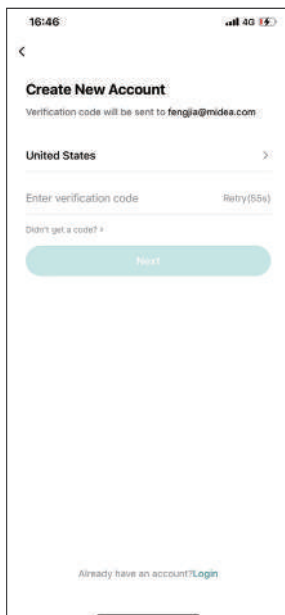 16:46
4G
Create New Account
Verification code will be sent to fengjia@midea.com
United States
Enter verification code
Retry(55s)
Didn't get a code? >
Next
Already have an account?Login